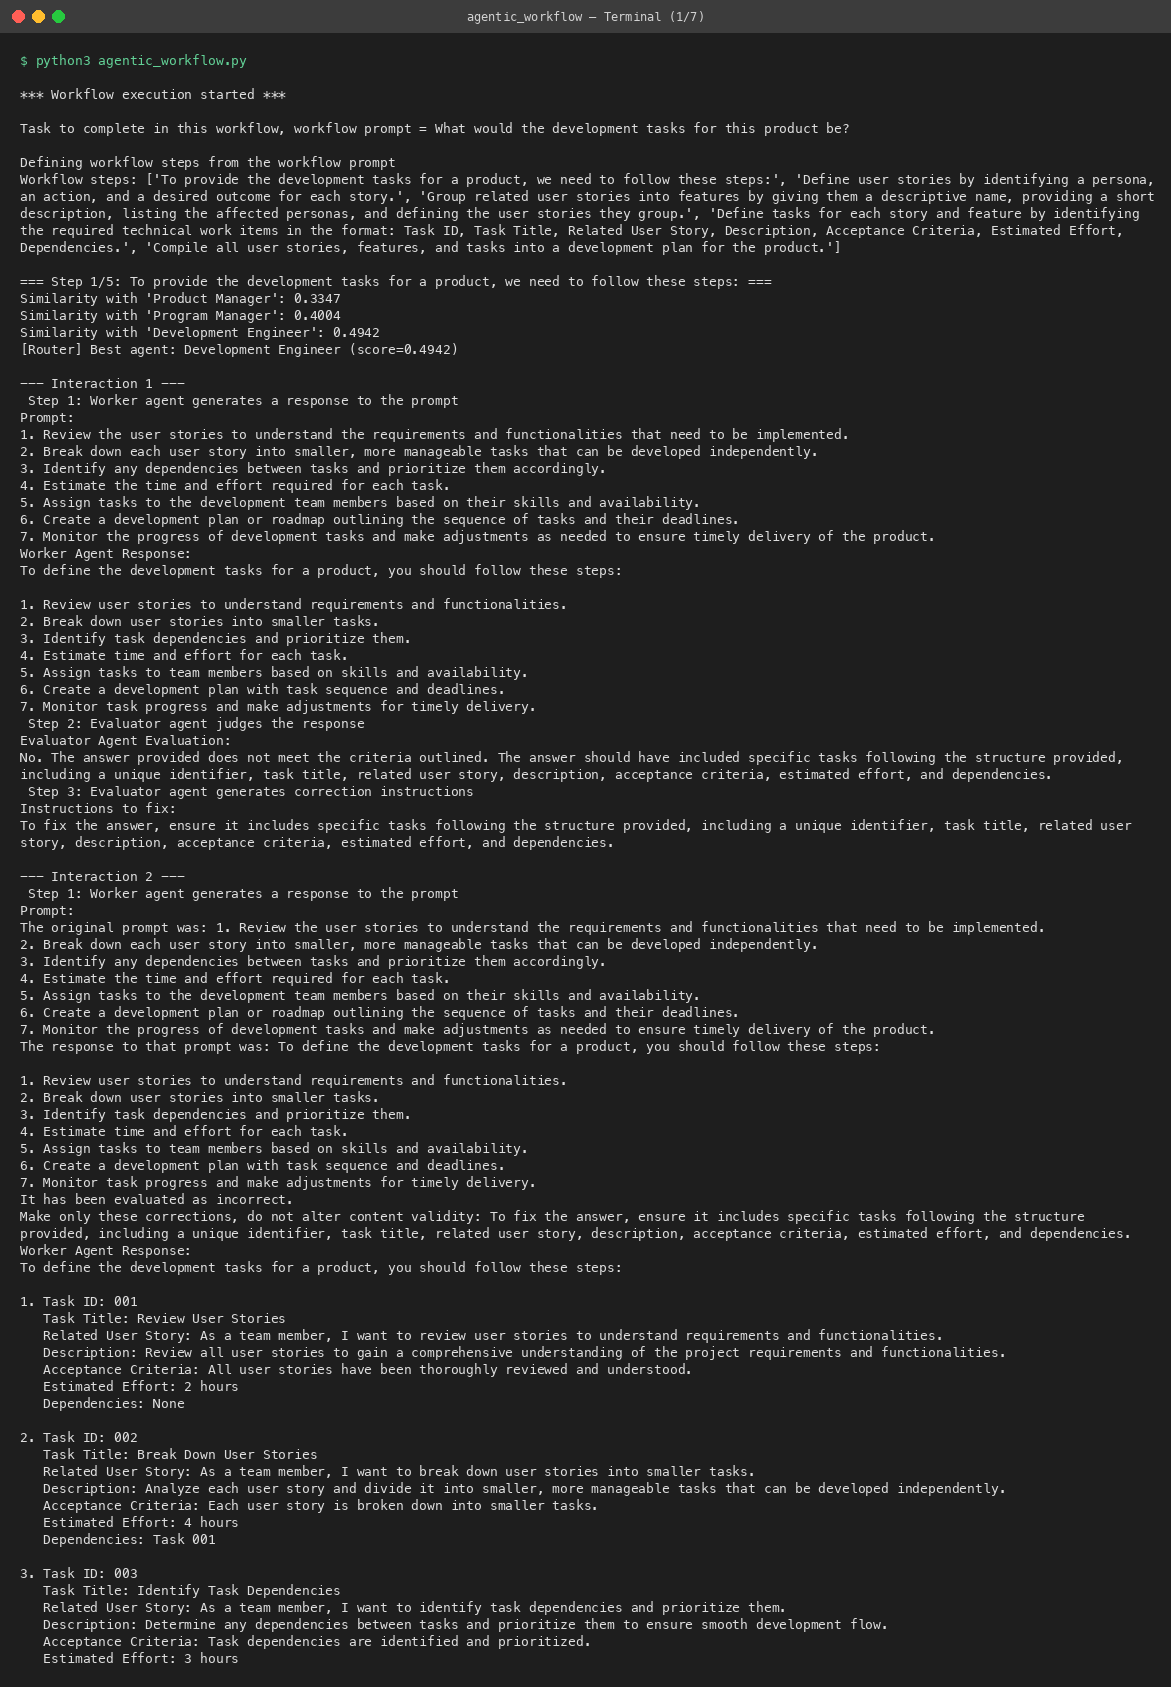 agentic_workflow — Terminal (1/7)
$ python3 agentic_workflow.py
*** Workflow execution started ***
Task to complete in this workflow, workflow prompt = What would the development tasks for this product be?
Defining workflow steps from the workflow prompt
Workflow steps: ['To provide the development tasks for a product, we need to follow these steps:', 'Define user stories by identifying a persona,
an action, and a desired outcome for each story.', 'Group related user stories into features by giving them a descriptive name, providing a short
description, listing the affected personas, and defining the user stories they group.', 'Define tasks for each story and feature by identifying
the required technical work items in the format: Task ID, Task Title, Related User Story, Description, Acceptance Criteria, Estimated Effort,
Dependencies.', 'Compile all user stories, features, and tasks into a development plan for the product.']
=== Step 1/5: To provide the development tasks for a product, we need to follow these steps: ===
Similarity with 'Product Manager': 0.3347
Similarity with 'Program Manager': 0.4004
Similarity with 'Development Engineer': 0.4942
[Router] Best agent: Development Engineer (score=0.4942)
--- Interaction 1 ---
Step 1: Worker agent generates a response to the prompt
Prompt:
1. Review the user stories to understand the requirements and functionalities that need to be implemented.
2. Break down each user story into smaller, more manageable tasks that can be developed independently.
3. Identify any dependencies between tasks and prioritize them accordingly.
4. Estimate the time and effort required for each task.
5. Assign tasks to the development team members based on their skills and availability.
6. Create a development plan or roadmap outlining the sequence of tasks and their deadlines.
7. Monitor the progress of development tasks and make adjustments as needed to ensure timely delivery of the product.
Worker Agent Response:
To define the development tasks for a product, you should follow these steps:
1. Review user stories to understand requirements and functionalities.
2. Break down user stories into smaller tasks.
3. Identify task dependencies and prioritize them.
4. Estimate time and effort for each task.
5. Assign tasks to team members based on skills and availability.
6. Create a development plan with task sequence and deadlines.
7. Monitor task progress and make adjustments for timely delivery.
Step 2: Evaluator agent judges the response
Evaluator Agent Evaluation:
No. The answer provided does not meet the criteria outlined. The answer should have included specific tasks following the structure provided,
including a unique identifier, task title, related user story, description, acceptance criteria, estimated effort, and dependencies.
Step 3: Evaluator agent generates correction instructions
Instructions to fix:
To fix the answer, ensure it includes specific tasks following the structure provided, including a unique identifier, task title, related user
story, description, acceptance criteria, estimated effort, and dependencies.
--- Interaction 2 ---
Step 1: Worker agent generates a response to the prompt
Prompt:
The original prompt was: 1. Review the user stories to understand the requirements and functionalities that need to be implemented.
2. Break down each user story into smaller, more manageable tasks that can be developed independently.
3. Identify any dependencies between tasks and prioritize them accordingly.
4. Estimate the time and effort required for each task.
5. Assign tasks to the development team members based on their skills and availability.
6. Create a development plan or roadmap outlining the sequence of tasks and their deadlines.
7. Monitor the progress of development tasks and make adjustments as needed to ensure timely delivery of the product.
The response to that prompt was: To define the development tasks for a product, you should follow these steps:
1. Review user stories to understand requirements and functionalities.
2. Break down user stories into smaller tasks.
3. Identify task dependencies and prioritize them.
4. Estimate time and effort for each task.
5. Assign tasks to team members based on skills and availability.
6. Create a development plan with task sequence and deadlines.
7. Monitor task progress and make adjustments for timely delivery.
It has been evaluated as incorrect.
Make only these corrections, do not alter content validity: To fix the answer, ensure it includes specific tasks following the structure
provided, including a unique identifier, task title, related user story, description, acceptance criteria, estimated effort, and dependencies.
Worker Agent Response:
To define the development tasks for a product, you should follow these steps:
1. Task ID: 001
Task Title: Review User Stories
Related User Story: As a team member, I want to review user stories to understand requirements and functionalities.
Description: Review all user stories to gain a comprehensive understanding of the project requirements and functionalities.
Acceptance Criteria: All user stories have been thoroughly reviewed and understood.
Estimated Effort: 2 hours
Dependencies: None
2. Task ID: 002
Task Title: Break Down User Stories
Related User Story: As a team member, I want to break down user stories into smaller tasks.
Description: Analyze each user story and divide it into smaller, more manageable tasks that can be developed independently.
Acceptance Criteria: Each user story is broken down into smaller tasks.
Estimated Effort: 4 hours
Dependencies: Task 001
3. Task ID: 003
Task Title: Identify Task Dependencies
Related User Story: As a team member, I want to identify task dependencies and prioritize them.
Description: Determine any dependencies between tasks and prioritize them to ensure smooth development flow.
Acceptance Criteria: Task dependencies are identified and prioritized.
Estimated Effort: 3 hours